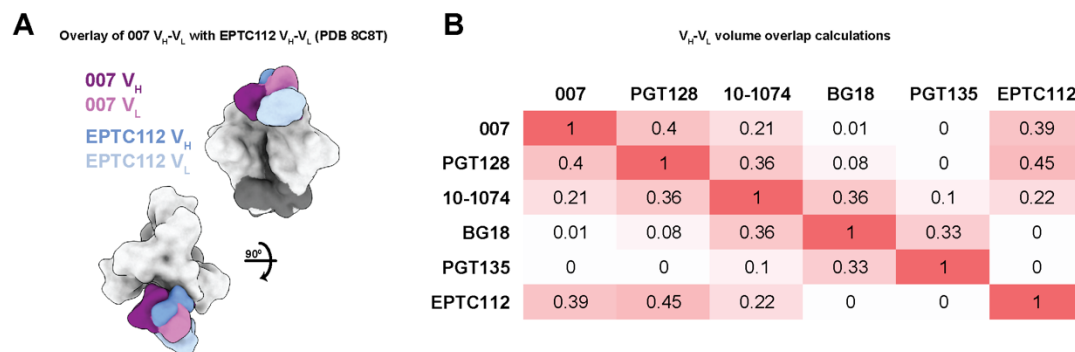 A
Overlay of 007 VH-VL with EPTC112 VH-VL (PDB 8C8T)
007 VH
007 VL
EPTC112 VH
EPTC112 VL
90°
B
VH-VL volume overlap calculations
007 PGT128 10-1074 BG18 PGT135 EPTC112
007 1 0.4 0.21 0.01 0 0.39
PGT128 0.4 1 0.36 0.08 0 0.45
10-1074 0.21 0.36 1 0.36 0.1 0.22
BG18 0.01 0.08 0.36 1 0.33 0
PGT135 0 0 0.1 0.33 1 0
EPTC112 0.39 0.45 0.22 0 0 1